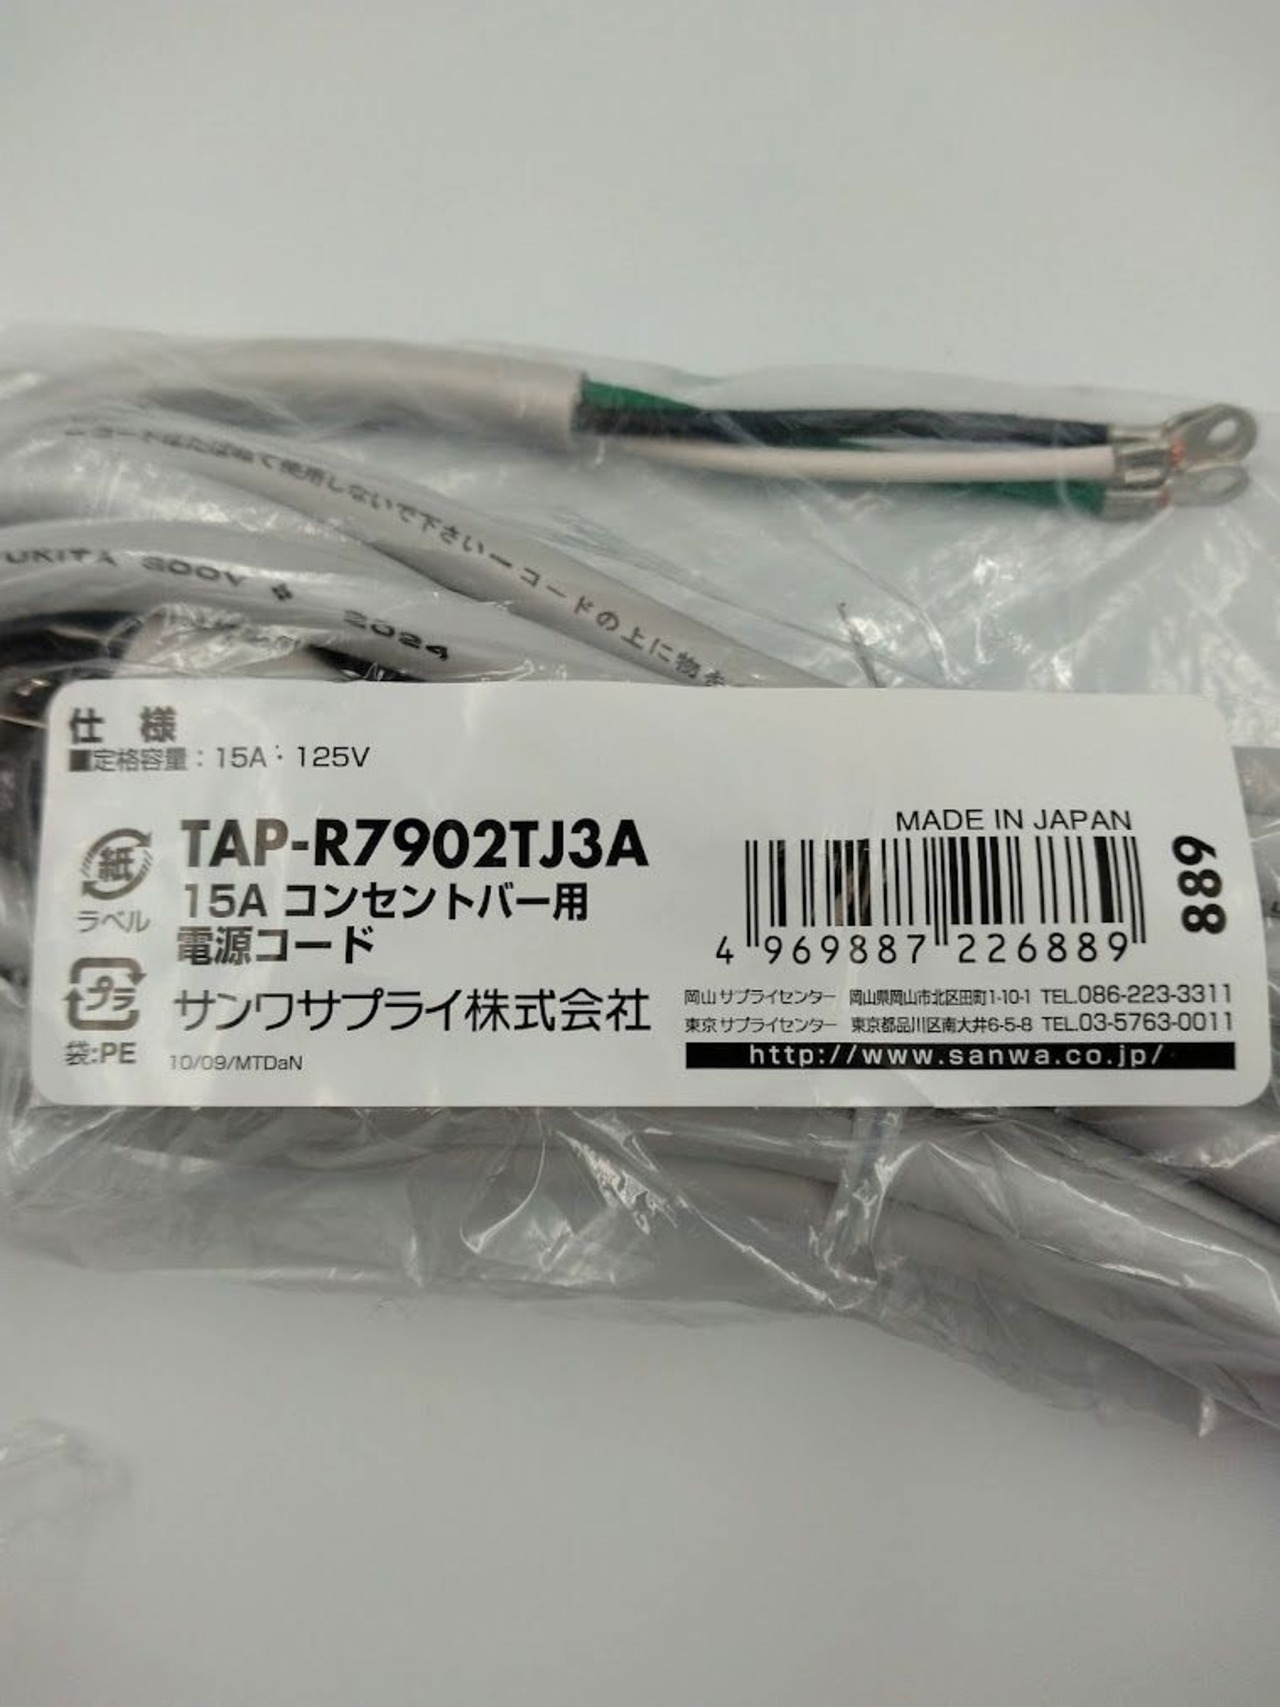 コードはたばねて使用しないで下さい ー コードの上に物を
300V ❖ 2024
仕 様
■定格容量：15A・125V
TAP-R7902TJ3A
15A コンセントバー用
電源コード
サンワサプライ株式会社
10/09/MTDaN
紙
ラベル
プラ
袋:PE
MADE IN JAPAN
4 969887 226889
889
岡山サプライセンター 岡山県岡山市北区田町1-10-1 TEL.086-223-3311
東京サプライセンター 東京都品川区南大井6-5-8 TEL.03-5763-0011
http://www.sanwa.co.jp/